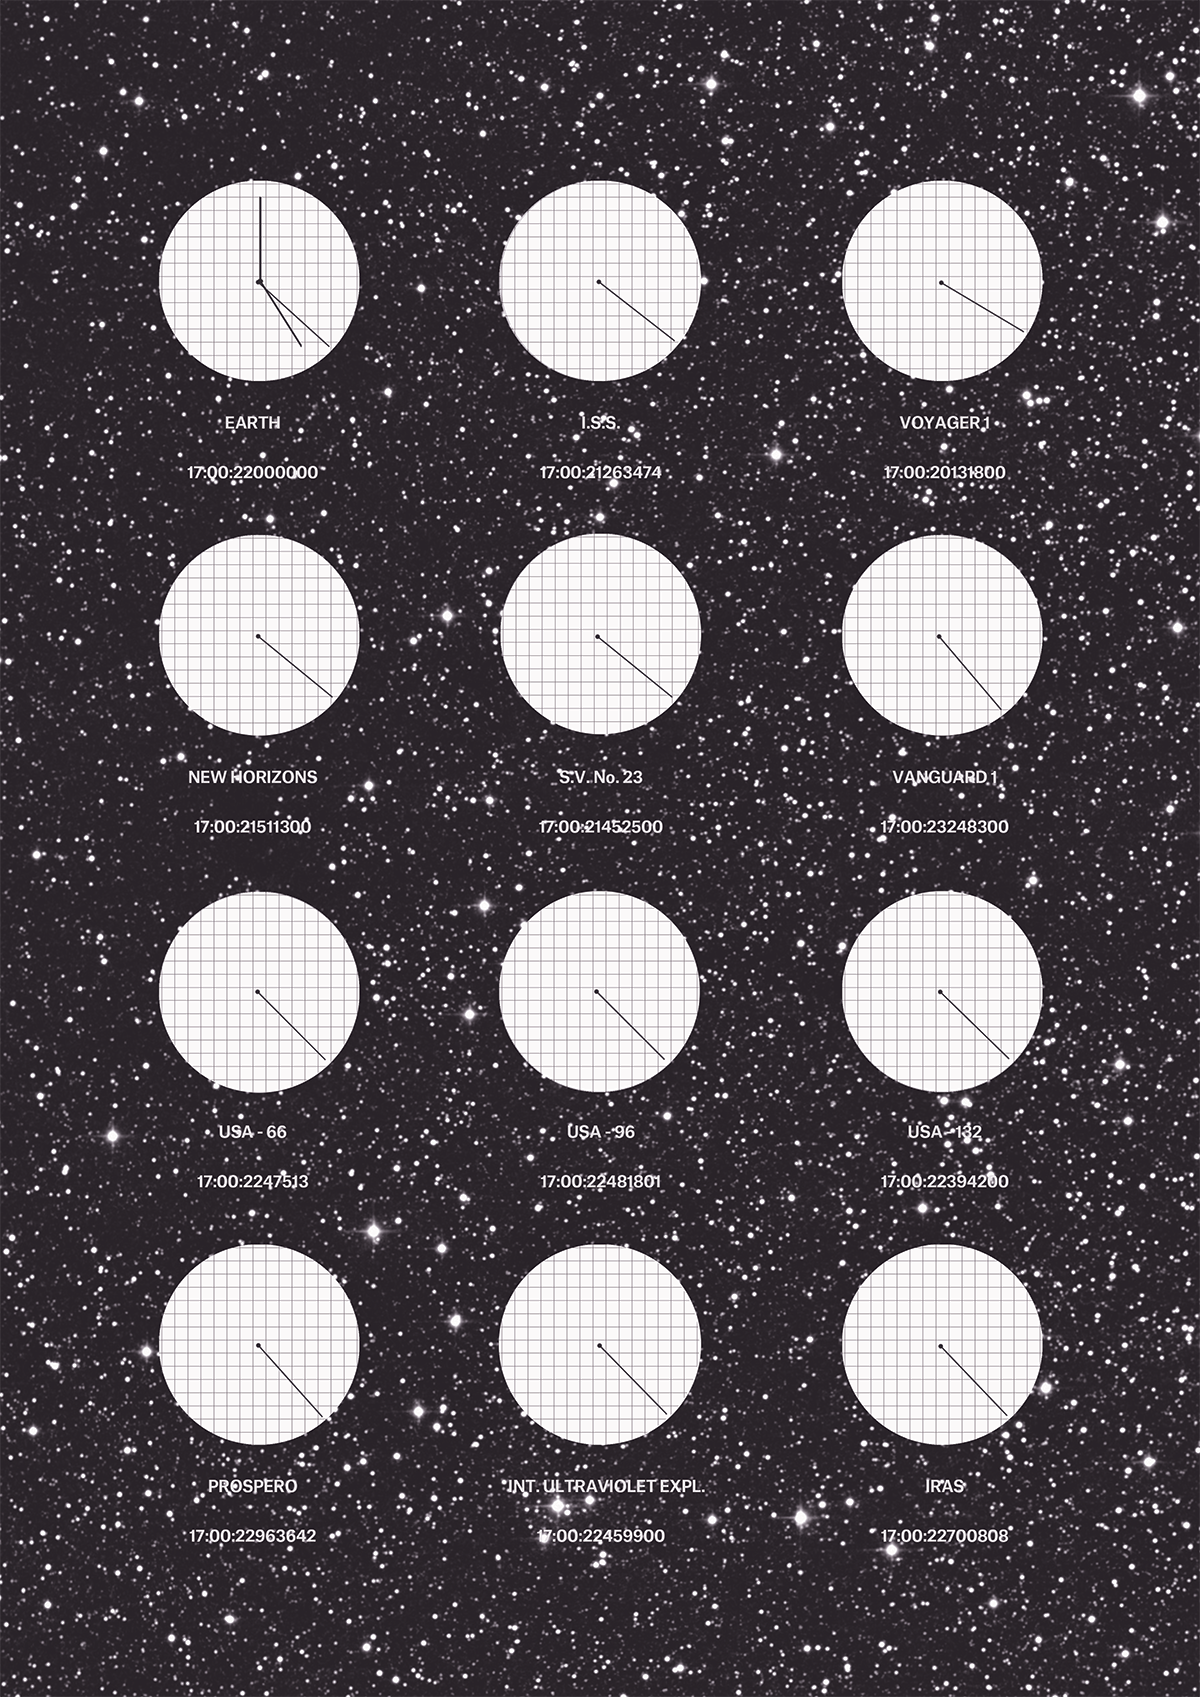 EARTH
17:00:22000000
I.S.S.
17:00:21263474
VOYAGER 1
17:00:20131800
NEW HORIZONS
17:00:21511300
S.V. No. 23
17:00:21452500
VANGUARD 1
17:00:23248300
USA - 66
17:00:2247513
USA - 96
17:00:22481801
USA - 132
17:00:22394200
PROSPERO
17:00:22963642
INT. ULTRAVIOLET EXPL.
17:00:22459900
IRAS
17:00:22700808